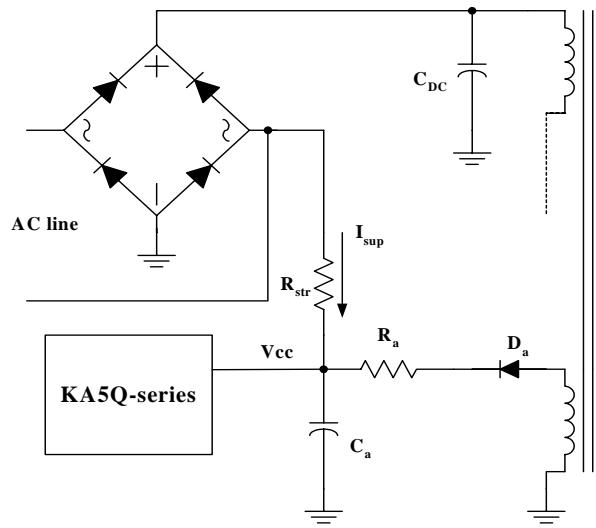 C_DC
AC line
I_sup
R_str
R_a
D_a
Vcc
KA5Q-series
C_a